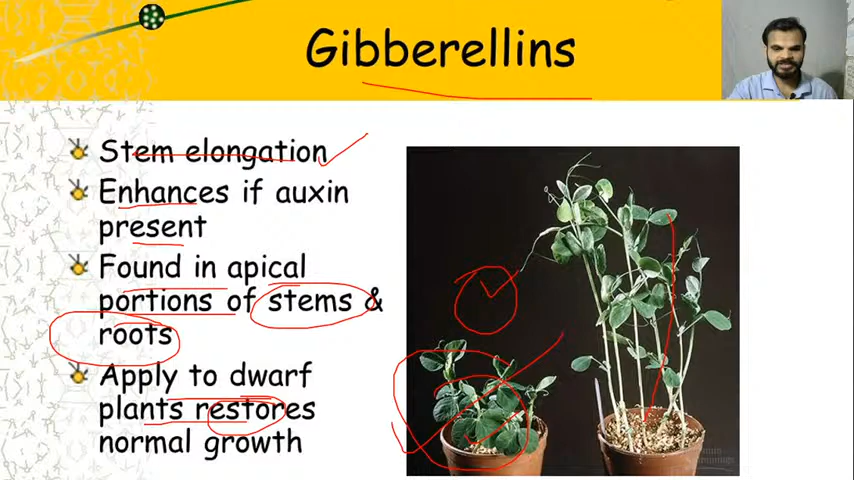 Gibberellins
Stem elongation
Enhances if auxin
present
Found in apical
portions of stems &
roots
Apply to dwarf
plants restores
normal growth